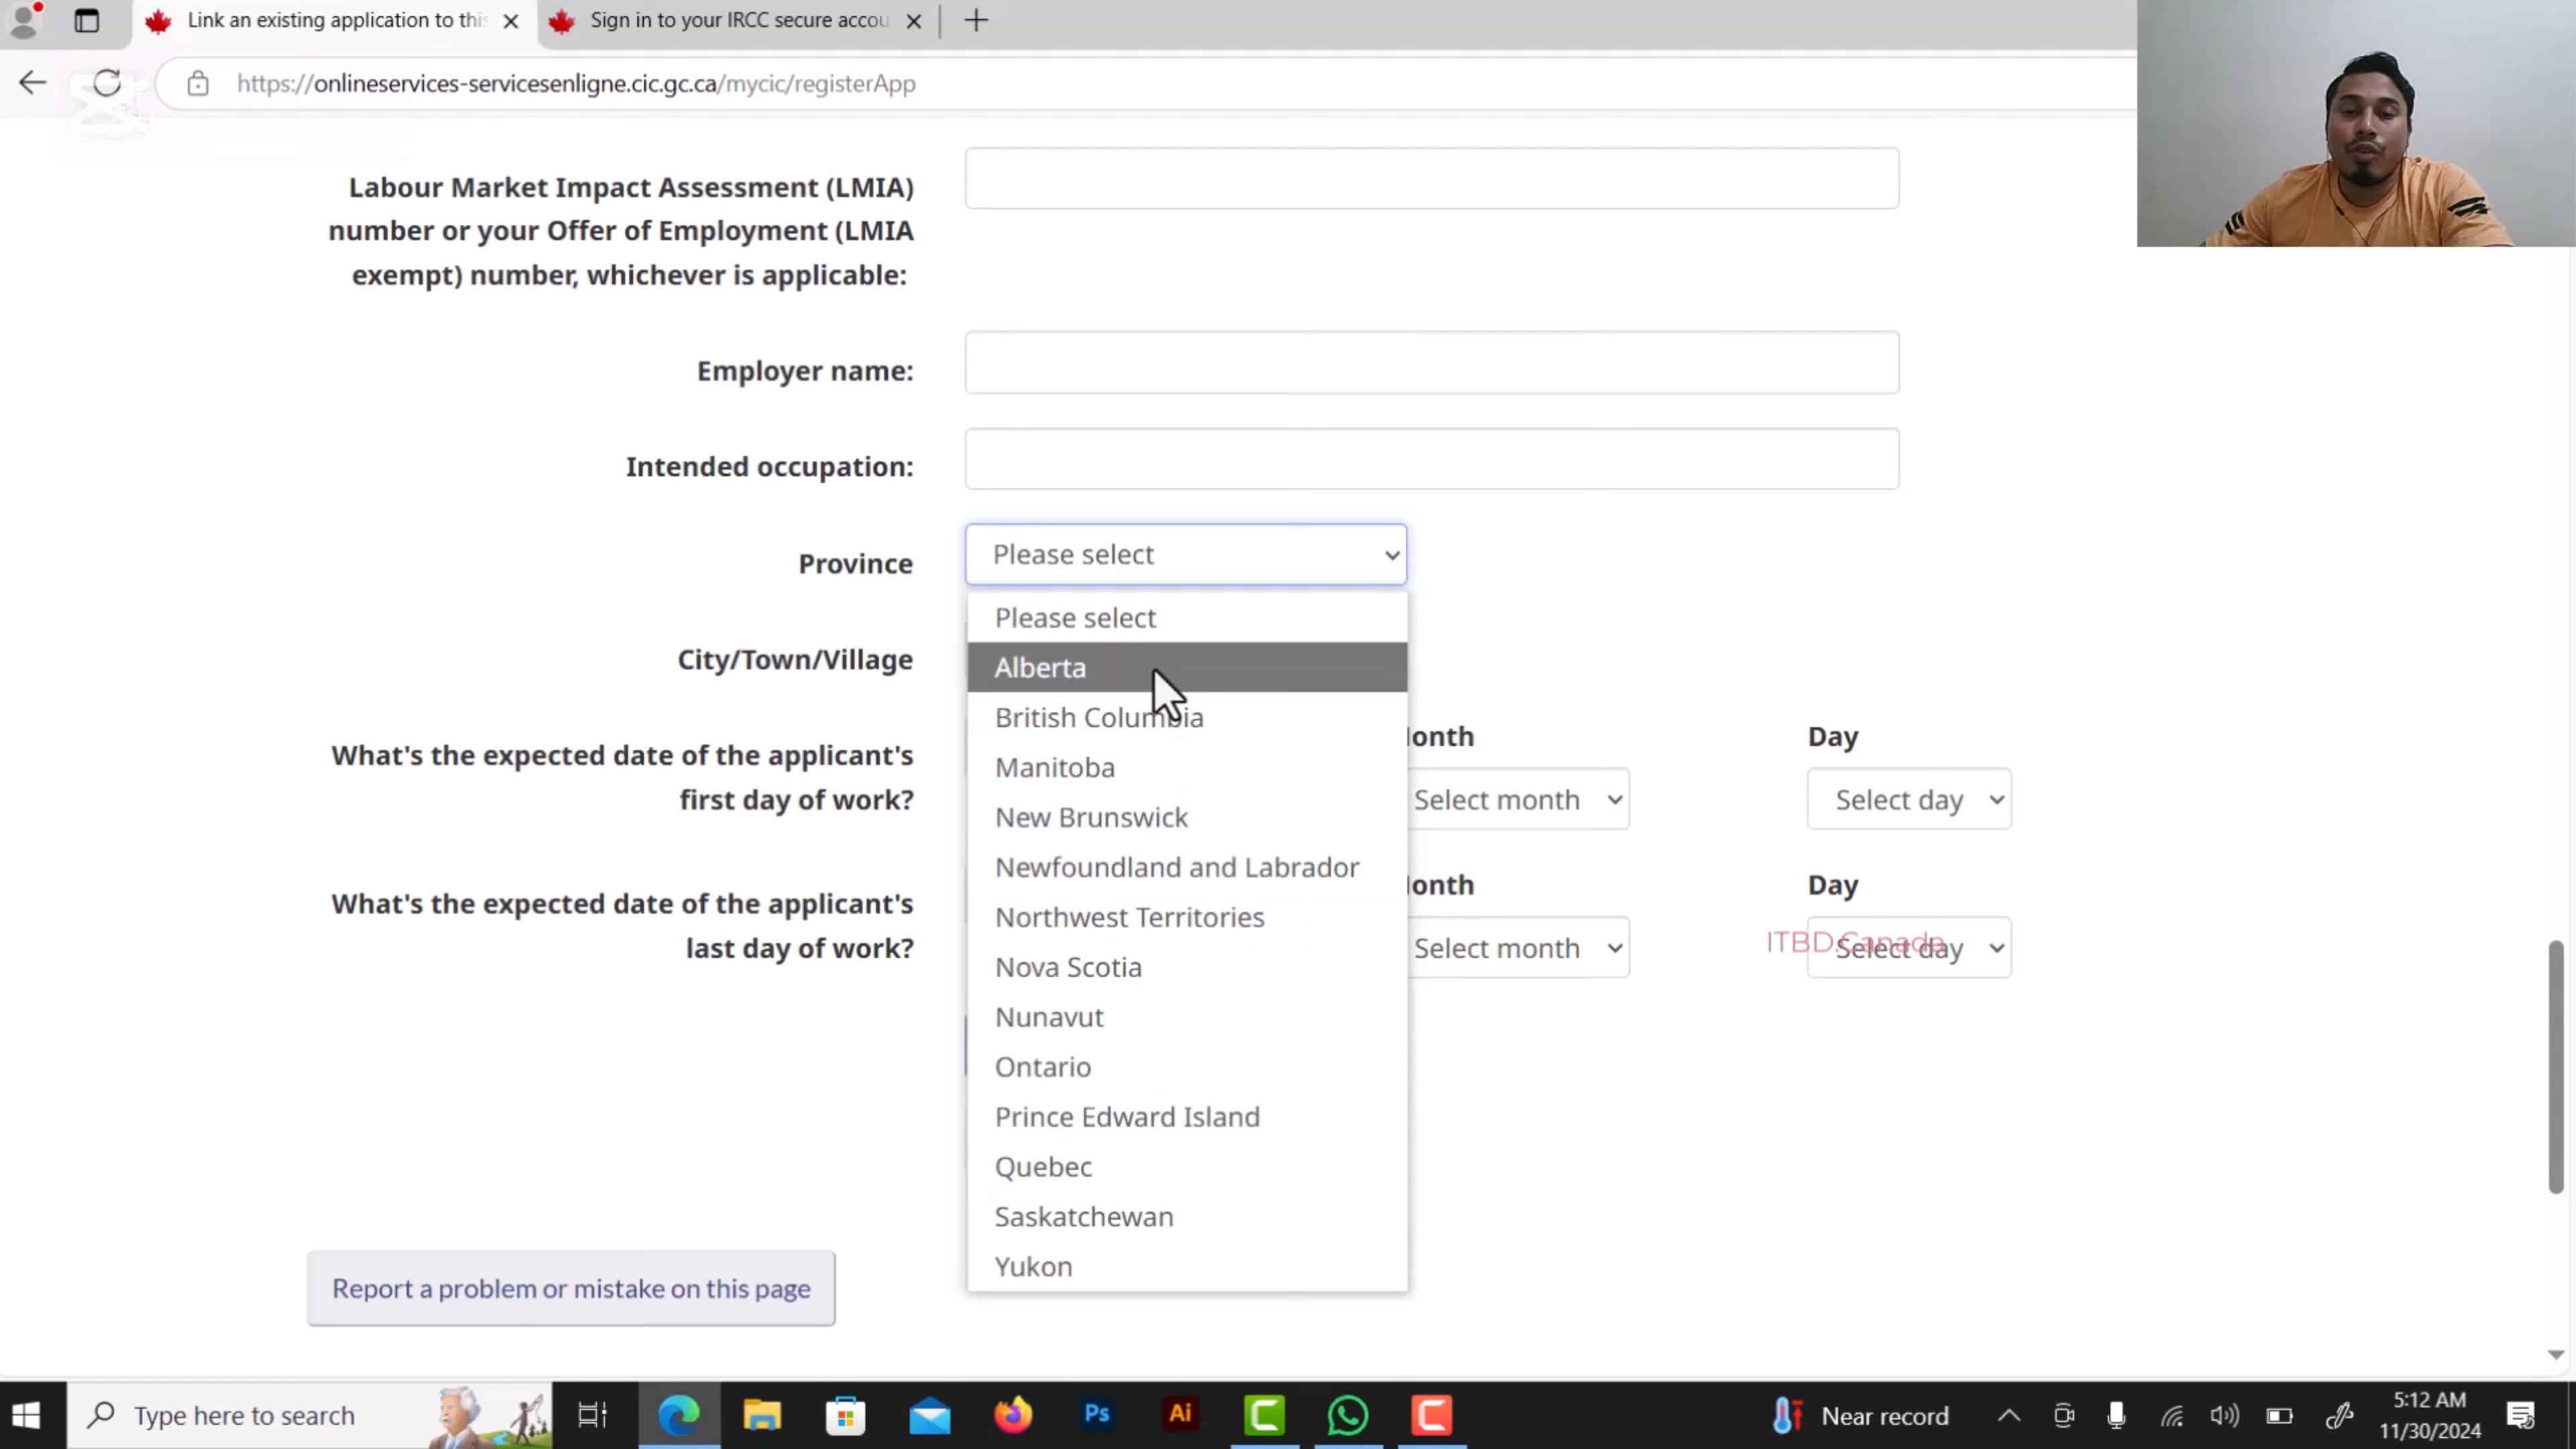 Link an existing application to this
Sign in to your IRCC secure accou
https://onlineservices-servicesenligne.cic.gc.ca/mycic/registerApp
Labour Market Impact Assessment (LMIA)
number or your Offer of Employment (LMIA
exempt) number, whichever is applicable:
Employer name:
Intended occupation:
Province
Please select
Please select
Alberta
British Columbia
Manitoba
New Brunswick
Newfoundland and Labrador
Northwest Territories
Nova Scotia
Nunavut
Ontario
Prince Edward Island
Quebec
Saskatchewan
Yukon
City/Town/Village
What's the expected date of the applicant's
first day of work?
onth
Select month
Day
Select day
What's the expected date of the applicant's
last day of work?
onth
Select month
Day
Select day
ITBD.Canada
Report a problem or mistake on this page
Type here to search
Ps
Ai
Near record
5:12 AM
11/30/2024